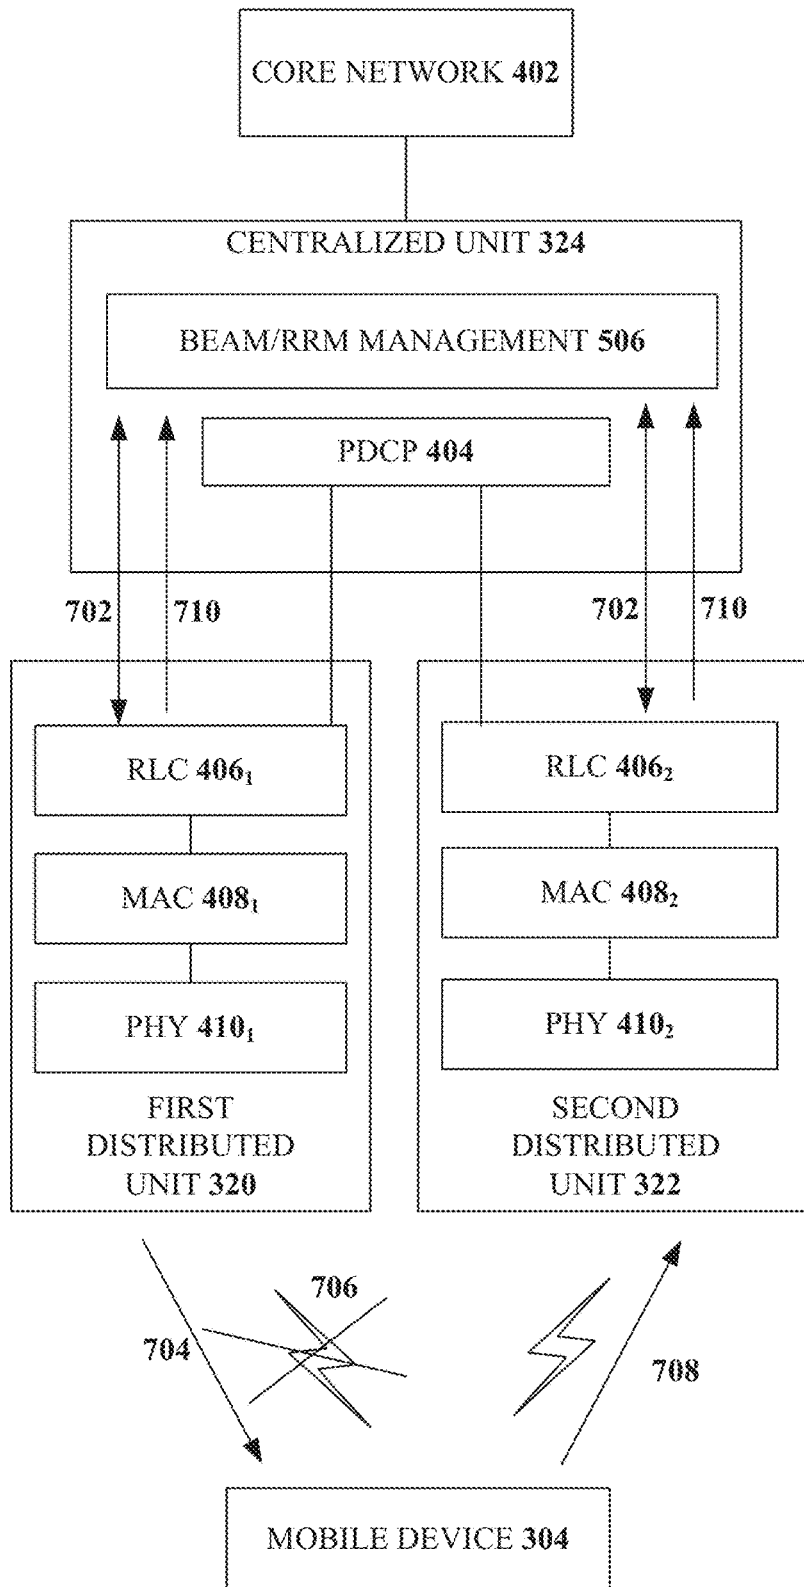 CORE NETWORK 402
CENTRALIZED UNIT 324
BEAM/RRM MANAGEMENT 506
PDCP 404
702
710
702
710
RLC 406₁
MAC 408₁
PHY 410₁
FIRST
DISTRIBUTED
UNIT 320
RLC 406₂
MAC 408₂
PHY 410₂
SECOND
DISTRIBUTED
UNIT 322
706
704
708
MOBILE DEVICE 304